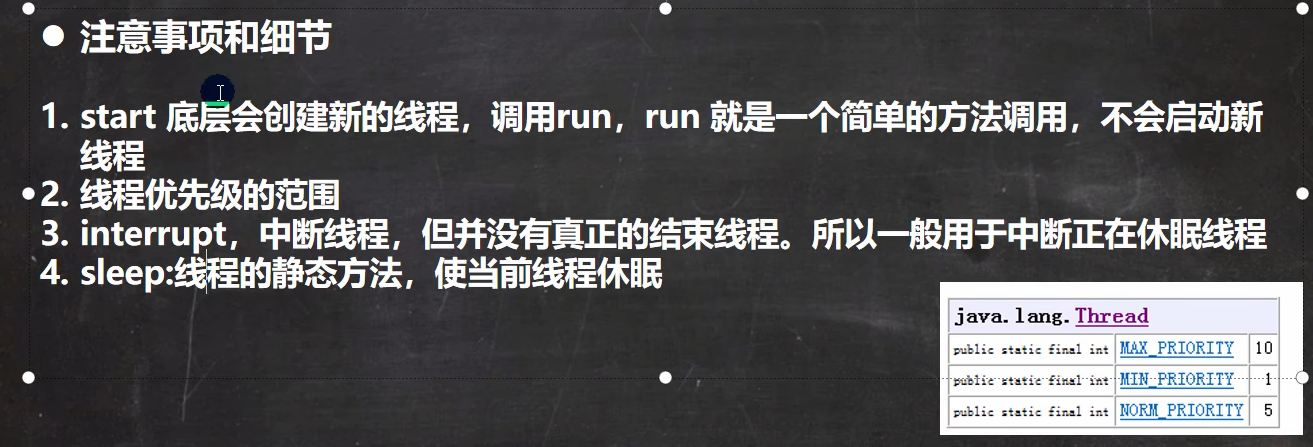 ● 注意事项和细节
1. start 底层会创建新的线程，调用run，run 就是一个简单的方法调用，不会启动新
线程
2. 线程优先级的范围
3. interrupt，中断线程，但并没有真正的结束线程。所以一般用于中断正在休眠线程
4. sleep:线程的静态方法，使当前线程休眠
java.lang.Thread
public static final int MAX_PRIORITY 10
public static final int MIN_PRIORITY 1
public static final int NORM_PRIORITY 5